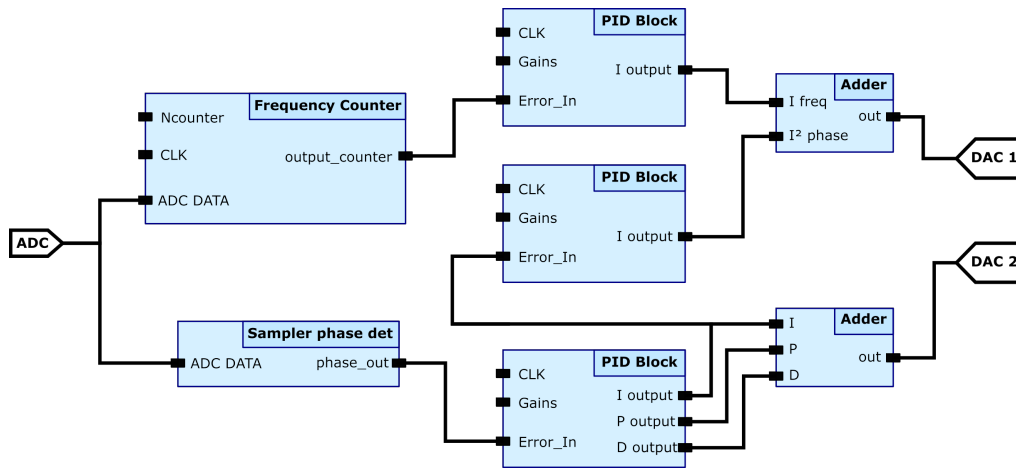 ADC
Frequency Counter
Ncounter
CLK
output_counter
ADC DATA
Sampler phase det
ADC DATA
phase_out
PID Block
CLK
Gains
I output
Error_In
PID Block
CLK
Gains
I output
Error_In
PID Block
CLK
Gains
I output
P output
Error_In
D output
Adder
I freq
out
I² phase
Adder
I
P
out
D
DAC 1
DAC 2